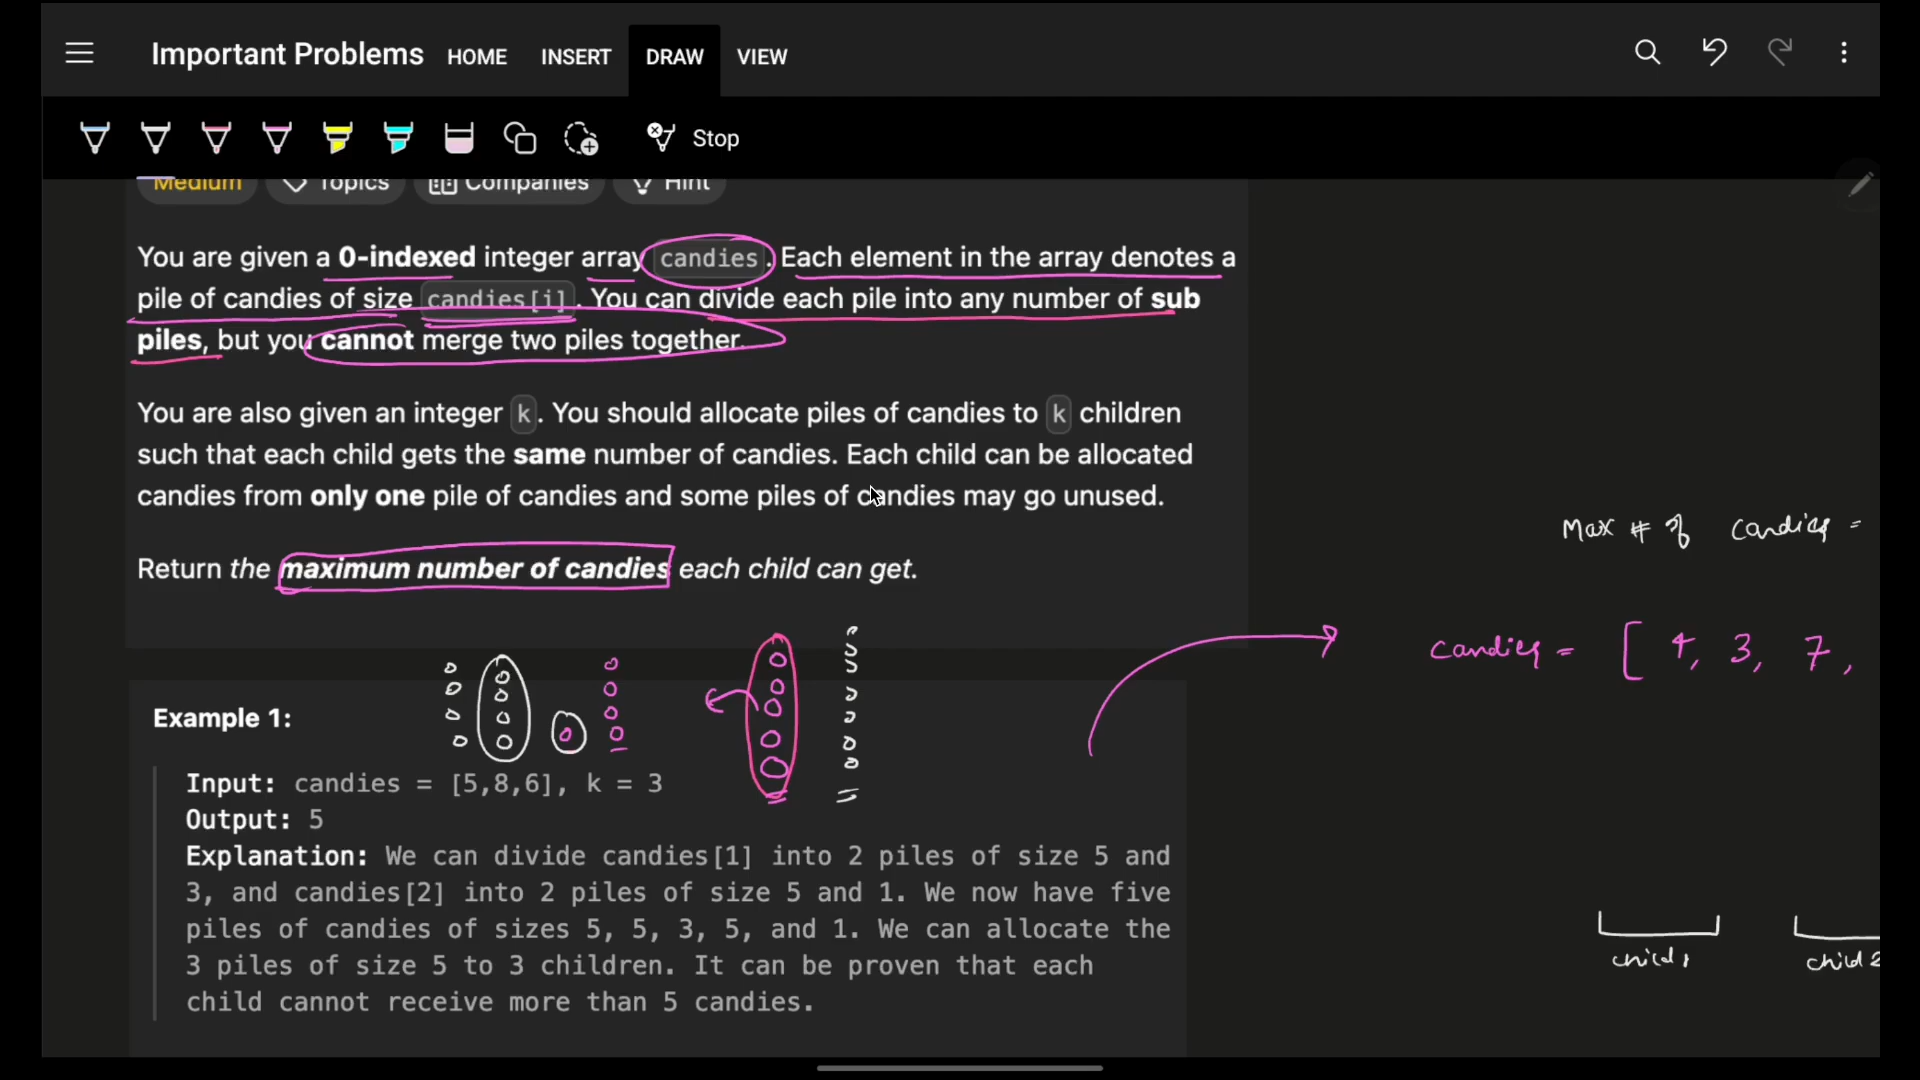 Important Problems HOME INSERT DRAW VIEW
Stop
Medium Topics Companies Hint
You are given a 0-indexed integer array candies. Each element in the array denotes a
pile of candies of size candies[i]. You can divide each pile into any number of sub
piles, but you cannot merge two piles together.
You are also given an integer k. You should allocate piles of candies to k children
such that each child gets the same number of candies. Each child can be allocated
candies from only one pile of candies and some piles of candies may go unused.
Max # of Candies =
Return the maximum number of candies each child can get.
candies = [ 4, 3, 7,
Example 1:
Input: candies = [5,8,6], k = 3
Output: 5
Explanation: We can divide candies[1] into 2 piles of size 5 and
3, and candies[2] into 2 piles of size 5 and 1. We now have five
piles of candies of sizes 5, 5, 3, 5, and 1. We can allocate the
3 piles of size 5 to 3 children. It can be proven that each
child cannot receive more than 5 candies.
child 1 child 2